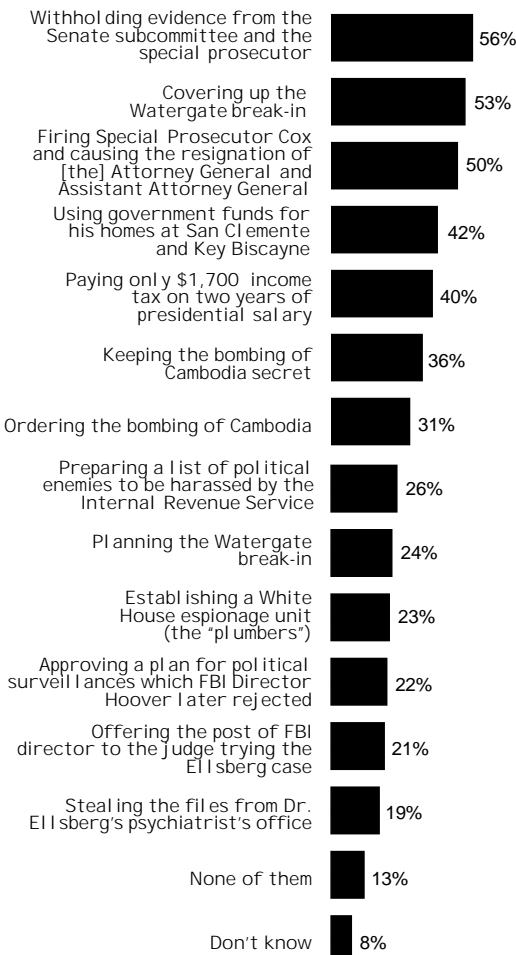 Withholding evidence from the
Senate subcommittee and the
special prosecutor
56%
Covering up the
Watergate break-in
53%
Firing Special Prosecutor Cox
and causing the resignation of
[the] Attorney General and
Assistant Attorney General
50%
Using government funds for
his homes at San Clemente
and Key Biscayne
42%
Paying only $1,700 income
tax on two years of
presidential salary
40%
Keeping the bombing of
Cambodia secret
36%
Ordering the bombing of Cambodia
31%
Preparing a list of political
enemies to be harassed by the
Internal Revenue Service
26%
Planning the Watergate
break-in
24%
Establishing a White
House espionage unit
(the “plumbers”)
23%
Approving a plan for political
surveillances which FBI Director
Hoover later rejected
22%
Offering the post of FBI
director to the judge trying the
Ellsberg case
21%
Stealing the files from Dr.
Ellsberg’s psychiatrist’s office
19%
None of them
13%
Don’t know
8%